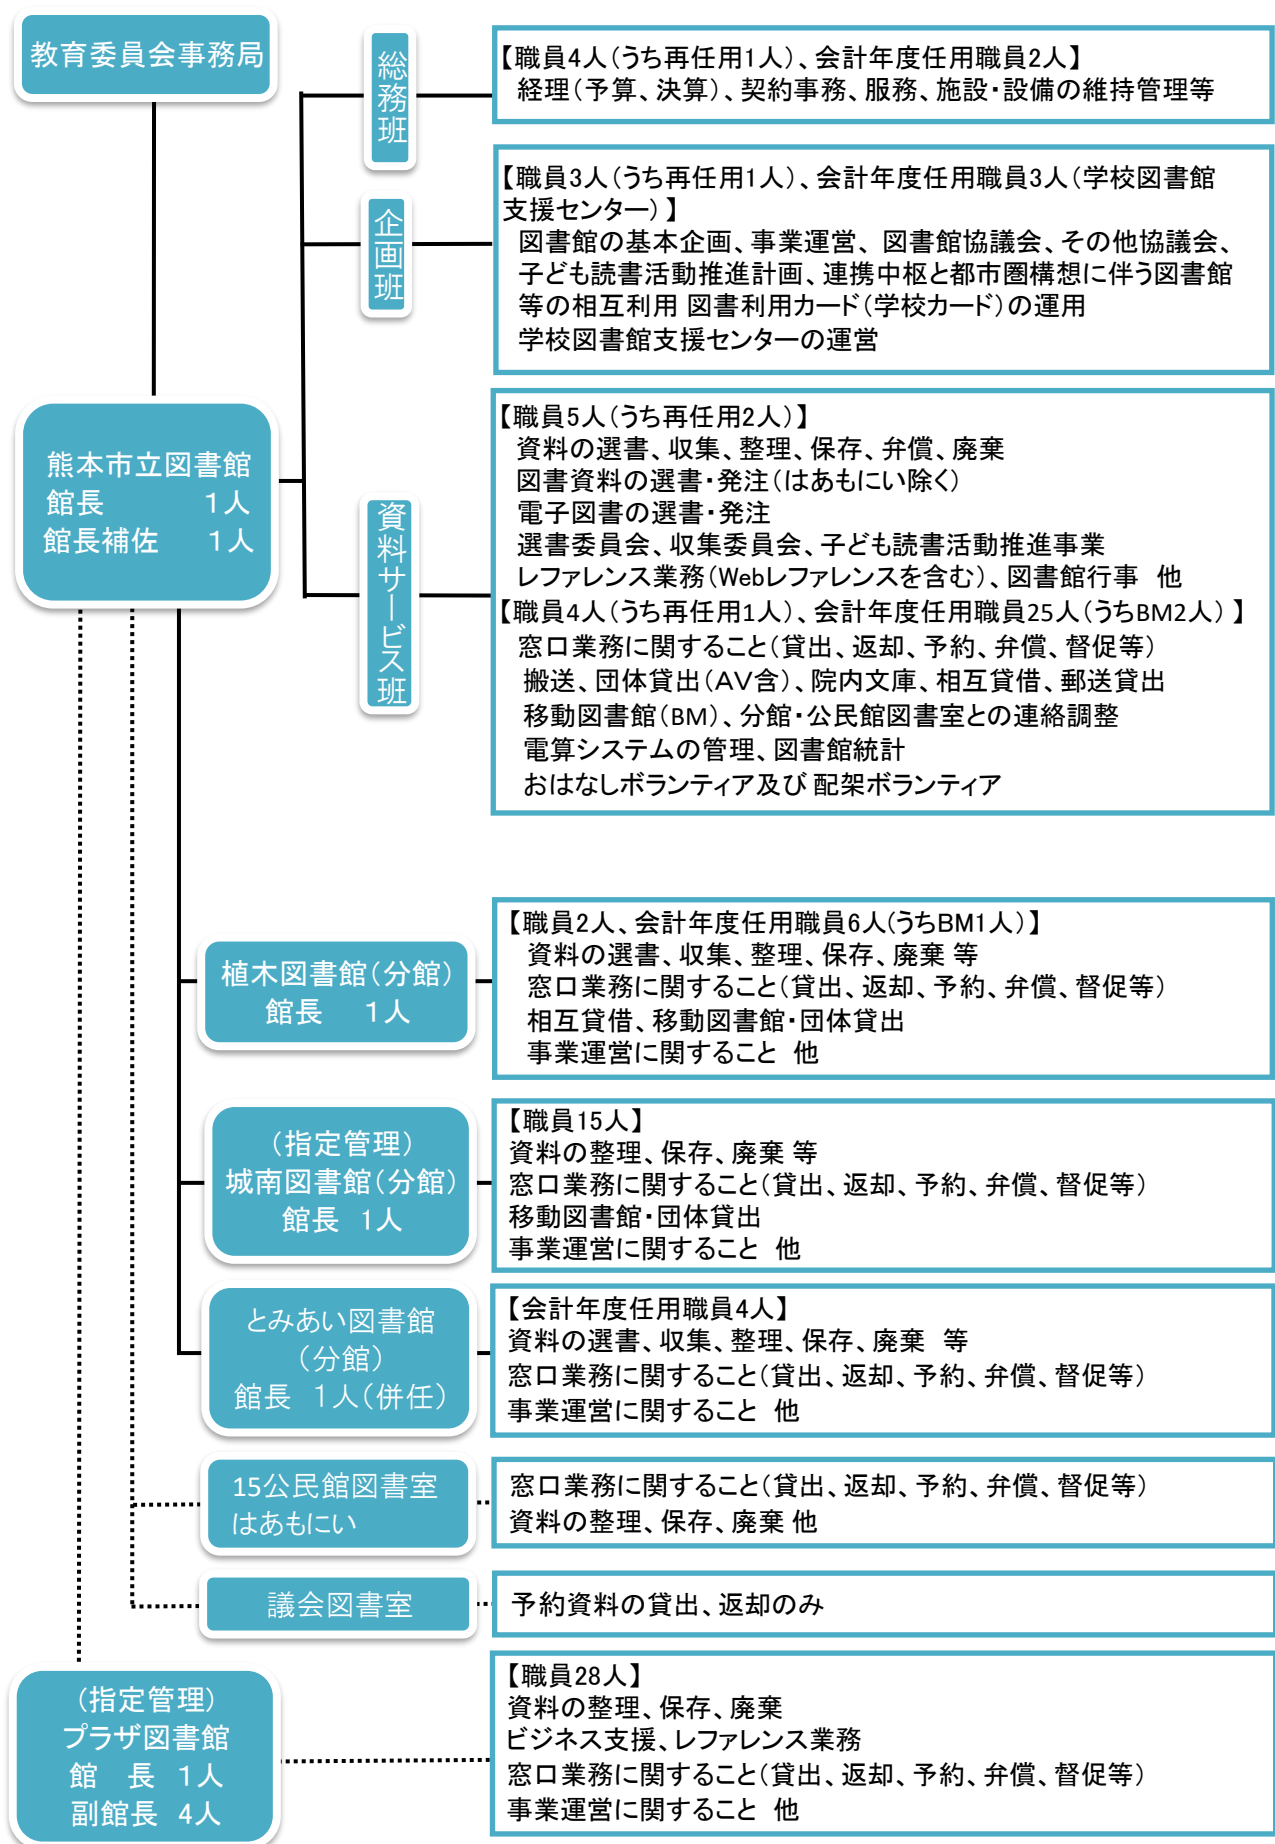 教育委員会事務局
総務班
【職員4人(うち再任用1人)、会計年度任用職員2人】
経理(予算、決算)、契約事務、服務、施設・設備の維持管理等
企画班
【職員3人(うち再任用1人)、会計年度任用職員3人(学校図書館
支援センター)】
図書館の基本企画、事業運営、 図書館協議会、その他協議会、
子ども読書活動推進計画、連携中枢と都市圏構想に伴う図書館
等の相互利用 図書利用カード(学校カード)の運用
学校図書館支援センターの運営
熊本市立図書館
館長 1人
館長補佐 1人
資料サービス班
【職員5人(うち再任用2人)】
資料の選書、収集、整理、保存、弁償、廃棄
図書資料の選書・発注(はあもにい除く)
電子図書の選書・発注
選書委員会、収集委員会、子ども読書活動推進事業
レファレンス業務(Webレファレンスを含む)、図書館行事 他
【職員4人(うち再任用1人)、会計年度任用職員25人(うちBM2人) 】
窓口業務に関すること(貸出、返却、予約、弁償、督促等)
搬送、団体貸出(AV含)、院内文庫、相互貸借、郵送貸出
移動図書館(BM)、分館・公民館図書室との連絡調整
電算システムの管理、図書館統計
おはなしボランティア及び 配架ボランティア
植木図書館(分館)
館長 1人
【職員2人、会計年度任用職員6人(うちBM1人)】
資料の選書、収集、整理、保存、廃棄 等
窓口業務に関すること(貸出、返却、予約、弁償、督促等)
相互貸借、移動図書館・団体貸出
事業運営に関すること 他
(指定管理)
城南図書館(分館)
館長 1人
【職員15人】
資料の整理、保存、廃棄 等
窓口業務に関すること(貸出、返却、予約、弁償、督促等)
移動図書館・団体貸出
事業運営に関すること 他
とみあい図書館
(分館)
館長 1人(併任)
【会計年度任用職員4人】
資料の選書、収集、整理、保存、廃棄 等
窓口業務に関すること(貸出、返却、予約、弁償、督促等)
事業運営に関すること 他
15公民館図書室
はあもにい
窓口業務に関すること(貸出、返却、予約、弁償、督促等)
資料の整理、保存、廃棄 他
議会図書室
予約資料の貸出、返却のみ
(指定管理)
プラザ図書館
館 長 1人
副館長 4人
【職員28人】
資料の整理、保存、廃棄
ビジネス支援、レファレンス業務
窓口業務に関すること(貸出、返却、予約、弁償、督促等)
事業運営に関すること 他